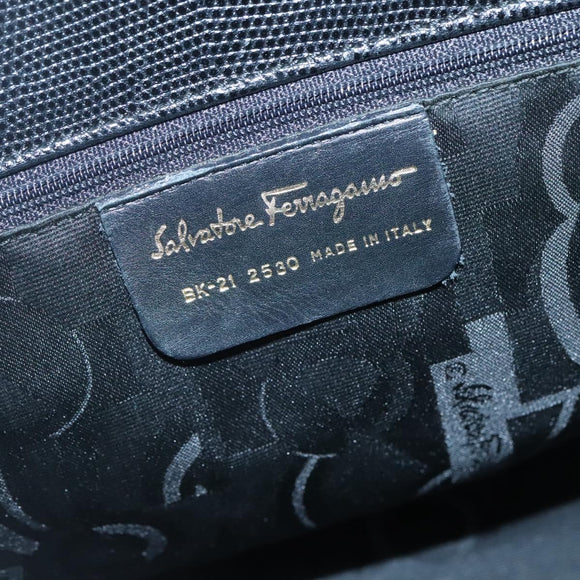 Salvatore Ferragamo
BK-21 2530 MADE IN ITALY